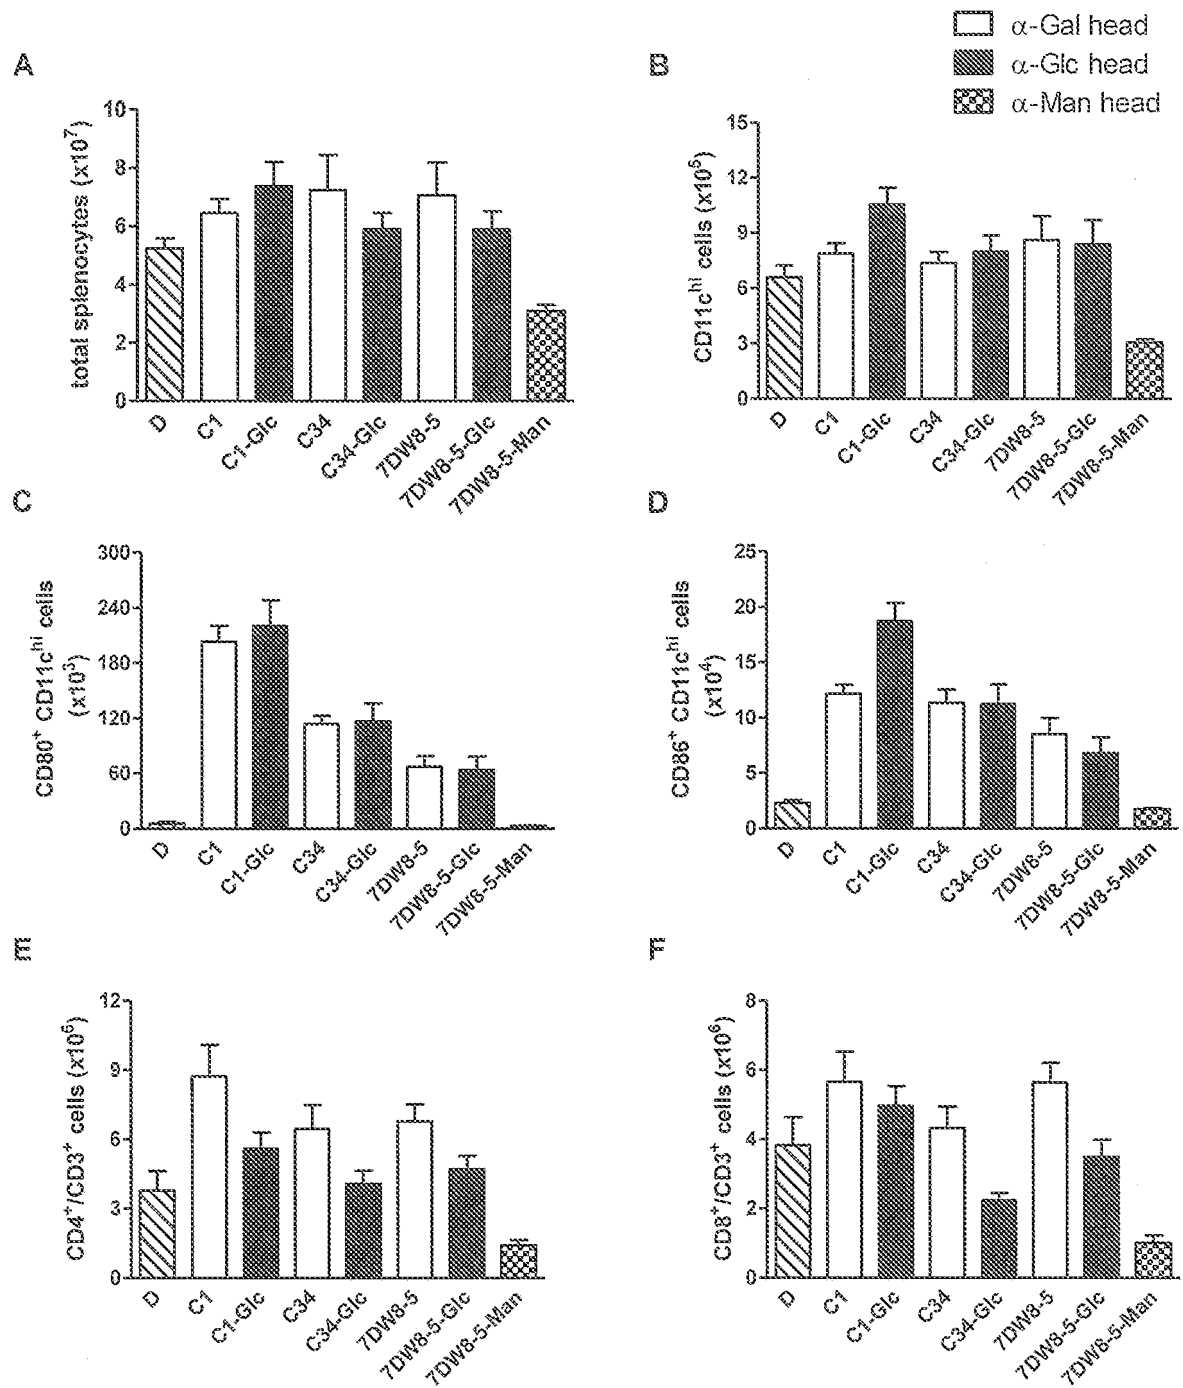 α-Gal head
α-Glc head
α-Man head
A
total splenocytes (x10⁷)
10
8
6
4
2
0
D
C1
C1-Glc
C34
C34-Glc
7DW8-5
7DW8-5-Glc
7DW8-5-Man
B
CD11cʰⁱ cells (x10⁵)
15
12
9
6
3
0
D
C1
C1-Glc
C34
C34-Glc
7DW8-5
7DW8-5-Glc
7DW8-5-Man
C
CD80⁺ CD11cʰⁱ cells
(x10³)
300
240
180
120
60
0
D
C1
C1-Glc
C34
C34-Glc
7DW8-5
7DW8-5-Glc
7DW8-5-Man
D
CD86⁺ CD11cʰⁱ cells
(x10⁴)
25
20
15
10
5
0
D
C1
C1-Glc
C34
C34-Glc
7DW8-5
7DW8-5-Glc
7DW8-5-Man
E
CD4⁺/CD3⁺ cells (x10⁶)
12
9
6
3
0
D
C1
C1-Glc
C34
C34-Glc
7DW8-5
7DW8-5-Glc
7DW8-5-Man
F
CD8⁺/CD3⁺ cells (x10⁶)
8
6
4
2
0
D
C1
C1-Glc
C34
C34-Glc
7DW8-5
7DW8-5-Glc
7DW8-5-Man